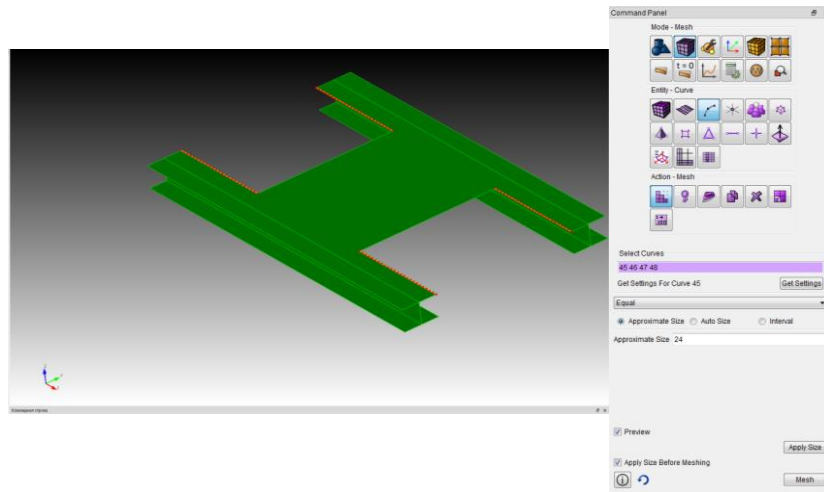 Command Panel
Mode - Mesh
t = 0
Entity - Curve
Action - Mesh
Select Curves
45 46 47 48
Get Settings For Curve 45
Get Settings
Equal
Approximate Size
Auto Size
Interval
Approximate Size 24
Preview
Apply Size
Apply Size Before Meshing
Mesh
Командная строка